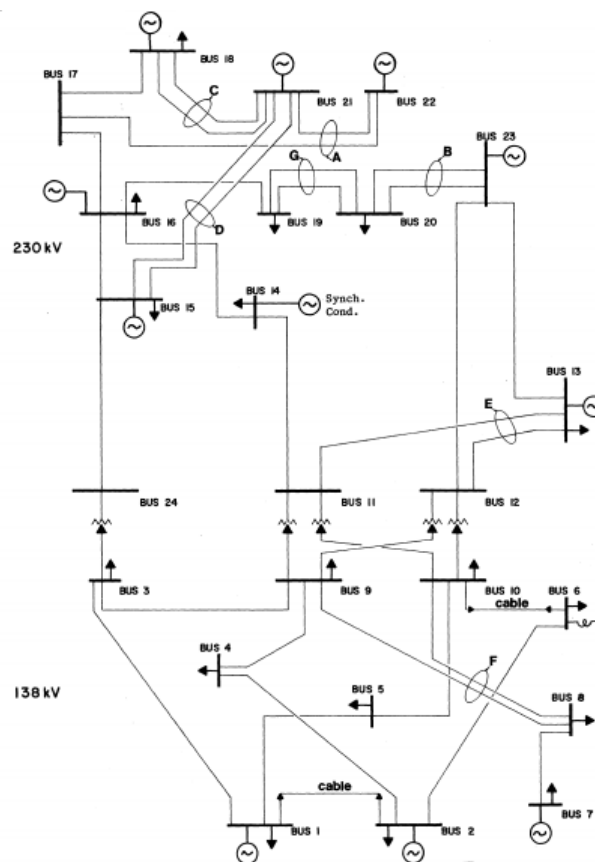 BUS 18
BUS 17
C
BUS 21
BUS 22
A
BUS 23
B
G
BUS 16
D
BUS 19
BUS 20
230 kV
BUS 15
BUS 14
Synch.
Cond.
BUS 13
E
BUS 24
BUS 11
BUS 12
BUS 3
BUS 9
BUS 10
BUS 6
cable
BUS 4
F
138 kV
BUS 5
BUS 8
cable
BUS 1
BUS 2
BUS 7